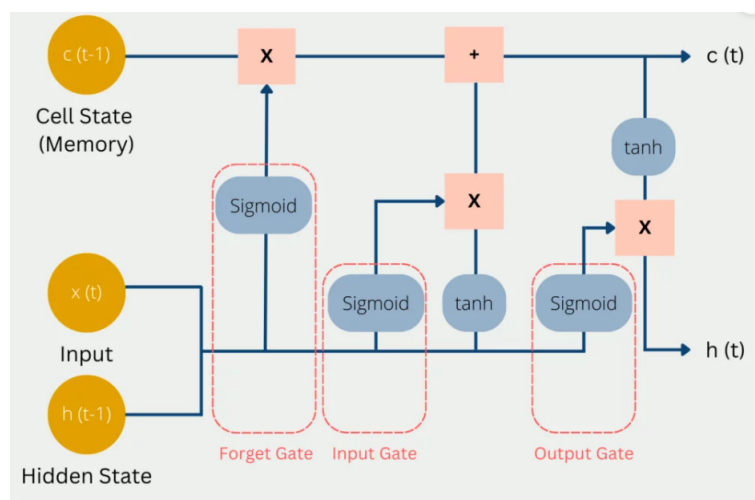 c (t-1)
X
+
c (t)
Cell State
(Memory)
tanh
Sigmoid
X
X
x (t)
Sigmoid
tanh
Sigmoid
Input
h (t)
h (t-1)
Forget Gate
Input Gate
Output Gate
Hidden State